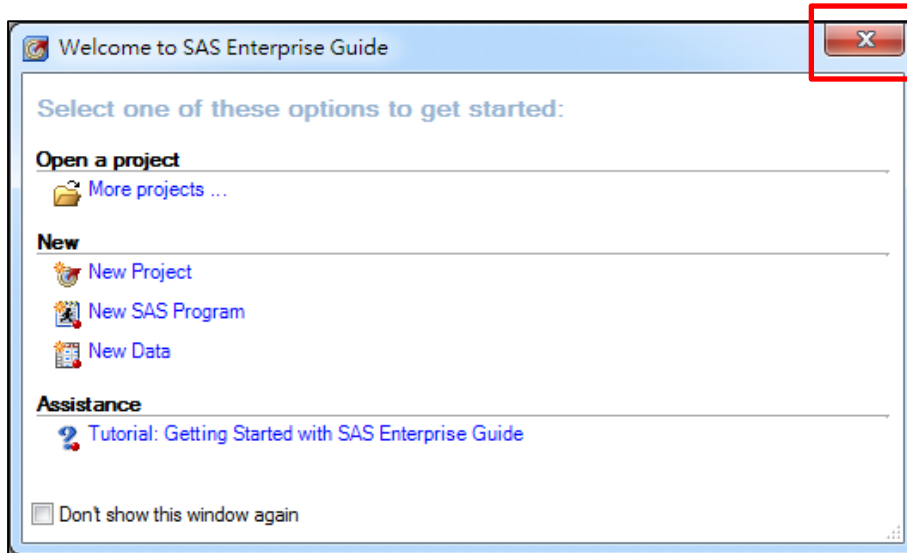 Welcome to SAS Enterprise Guide
Select one of these options to get started:
Open a project
More projects ...
New
New Project
New SAS Program
New Data
Assistance
Tutorial: Getting Started with SAS Enterprise Guide
Don't show this window again